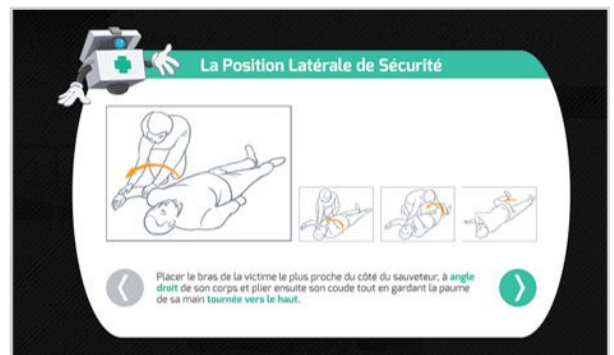 La Position Latérale de Sécurité
Placer le bras de la victime le plus proche du côté du sauveteur, à angle
droit de son corps et plier ensuite son coude tout en gardant la paume
de sa main tournée vers le haut.